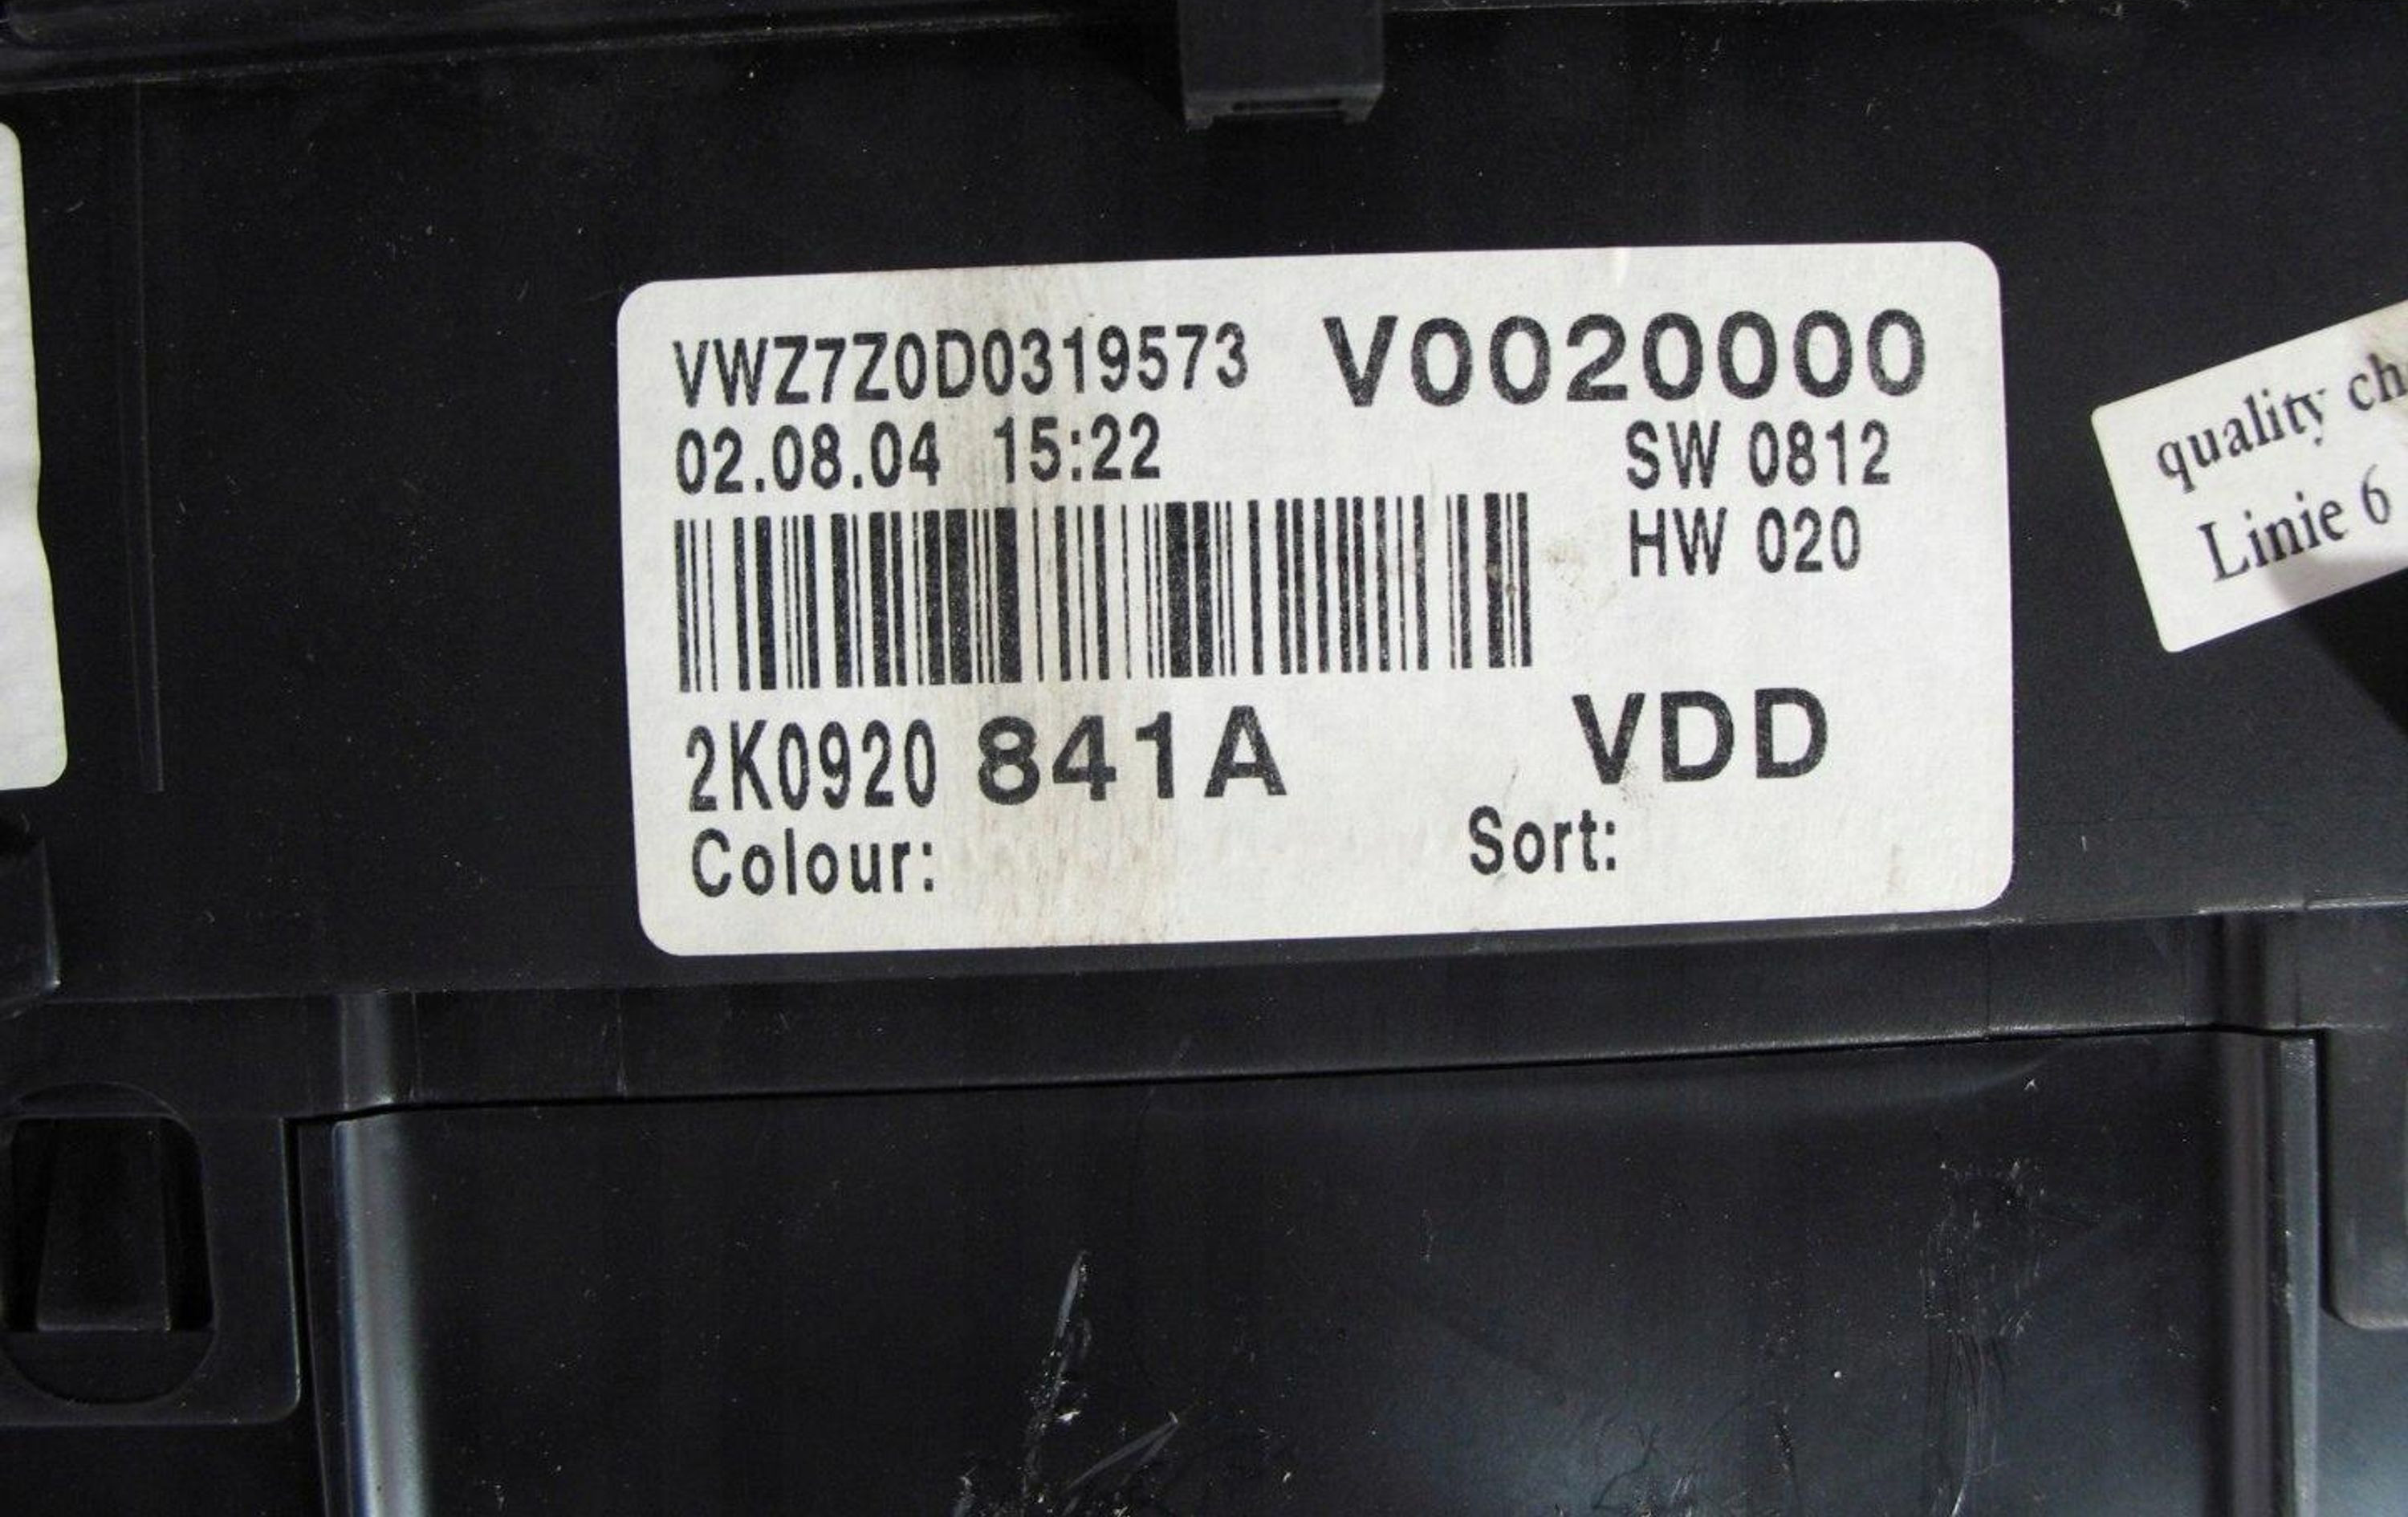 VWZ7Z0D0319573 V0020000
02.08.04 15:22 SW 0812
HW 020
2K0920 841A VDD
Colour: Sort:
quality
Linie 6